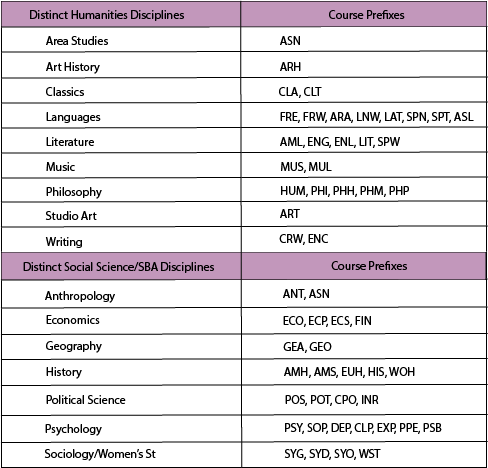 Distinct Humanities Disciplines Course Prefixes
Area Studies ASN
Art History ARH
Classics CLA, CLT
Languages FRE, FRW, ARA, LNW, LAT, SPN, SPT, ASL
Literature AML, ENG, ENL, LIT, SPW
Music MUS, MUL
Philosophy HUM, PHI, PHH, PHM, PHP
Studio Art ART
Writing CRW, ENC
Distinct Social Science/SBA Disciplines Course Prefixes
Anthropology ANT, ASN
Economics ECO, ECP, ECS, FIN
Geography GEA, GEO
History AMH, AMS, EUH, HIS, WOH
Political Science POS, POT, CPO, INR
Psychology PSY, SOP, DEP, CLP, EXP, PPE, PSB
Sociology/Women's St SYG, SYD, SYO, WST